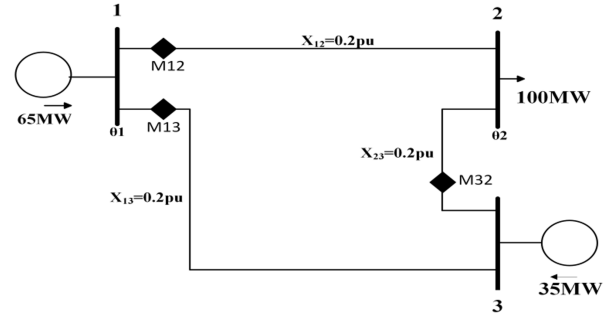 1
2
X₁₂=0.2pu
M12
65MW
100MW
M13
θ1
θ2
X₂₃=0.2pu
M32
X₁₃=0.2pu
35MW
3